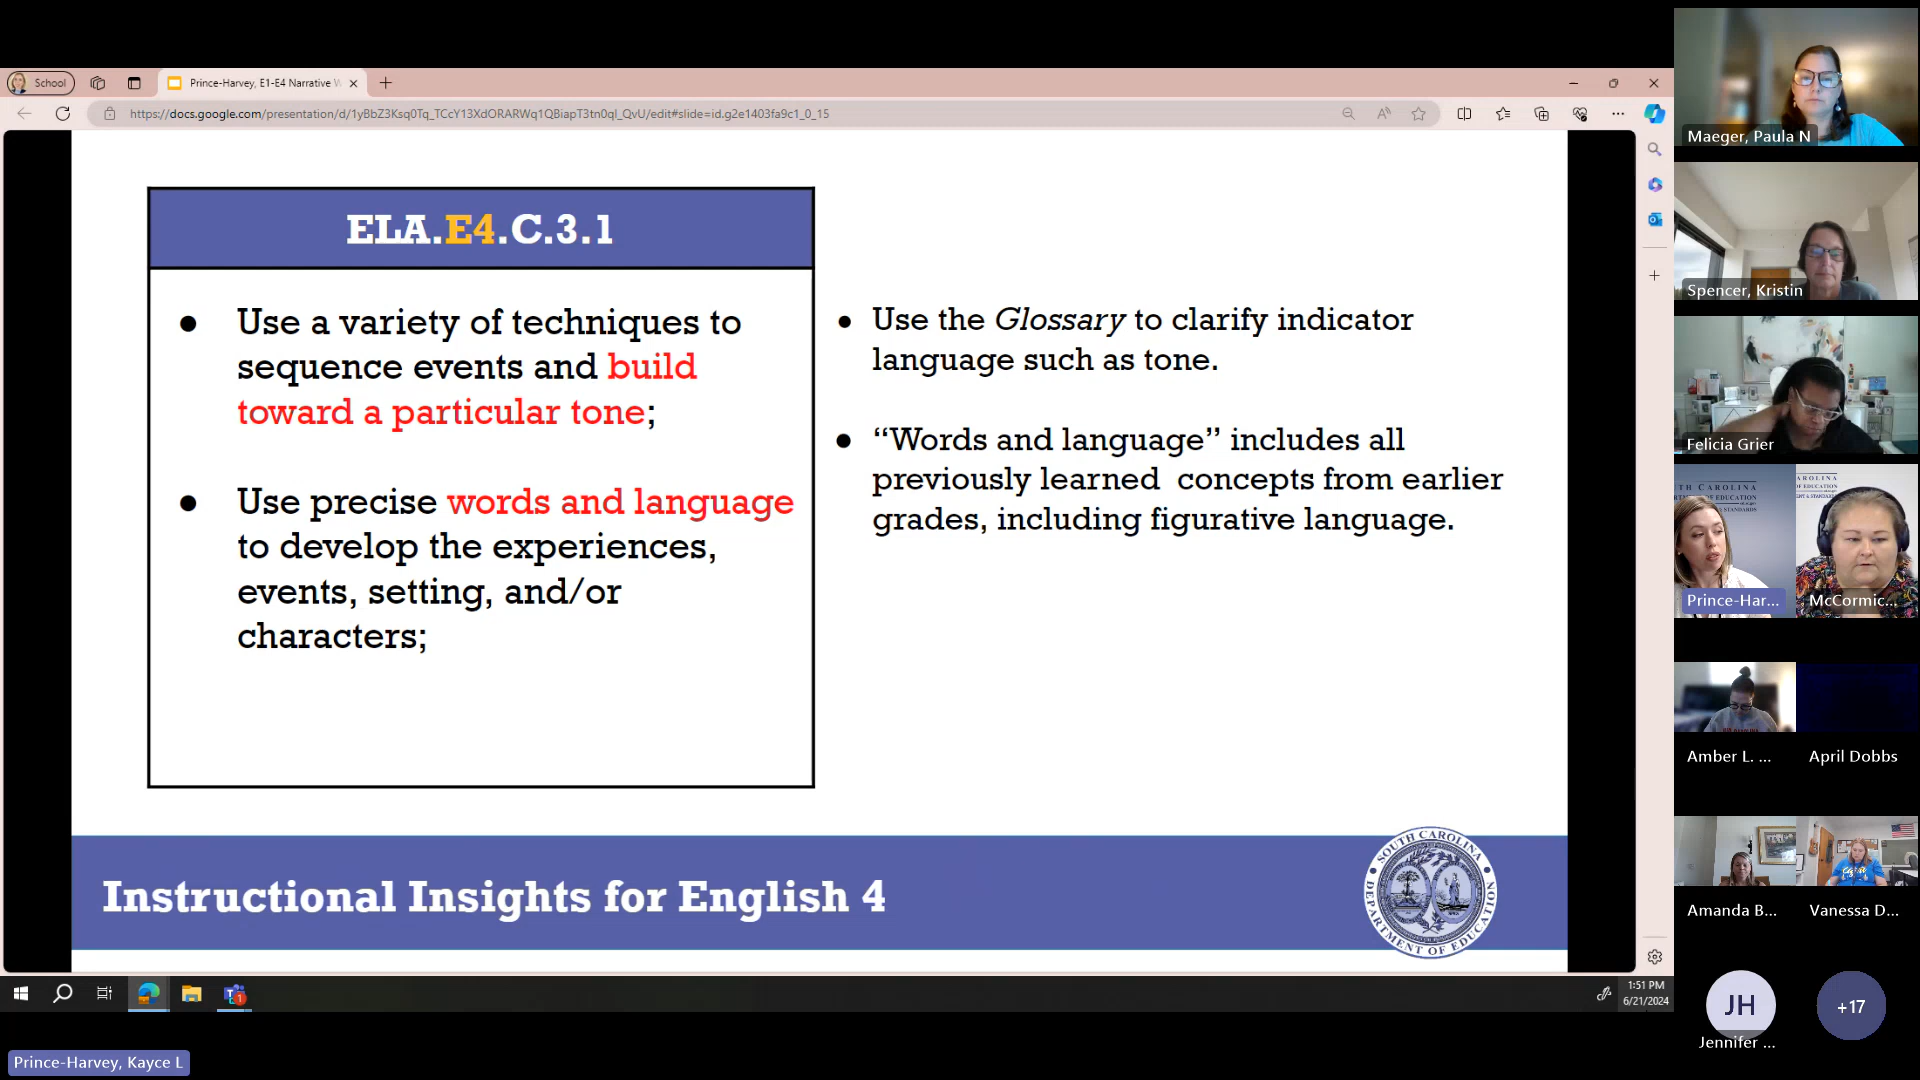 School
Prince-Harvey, E1-E4 Narrative W
https://docs.google.com/presentation/d/1yBbZ3Ksq0Tq_TCcY13XdORARWq1QBiapT3tn0ql_QvU/edit#slide=id.g2e1403fa9c1_0_15
ELA.E4.C.3.1
● Use a variety of techniques to
sequence events and build
toward a particular tone;
● Use precise words and language
to develop the experiences,
events, setting, and/or
characters;
● Use the Glossary to clarify indicator
language such as tone.
● “Words and language” includes all
previously learned concepts from earlier
grades, including figurative language.
Instructional Insights for English 4
SOUTH CAROLINA
DEPARTMENT OF EDUCATION
1:51 PM
6/21/2024
Prince-Harvey, Kayce L
Maeger, Paula N
Spencer, Kristin
Felicia Grier
Prince-Har...
McCormic...
Amber L. ...
April Dobbs
Amanda B...
Vanessa D...
JH
Jennifer ...
+17